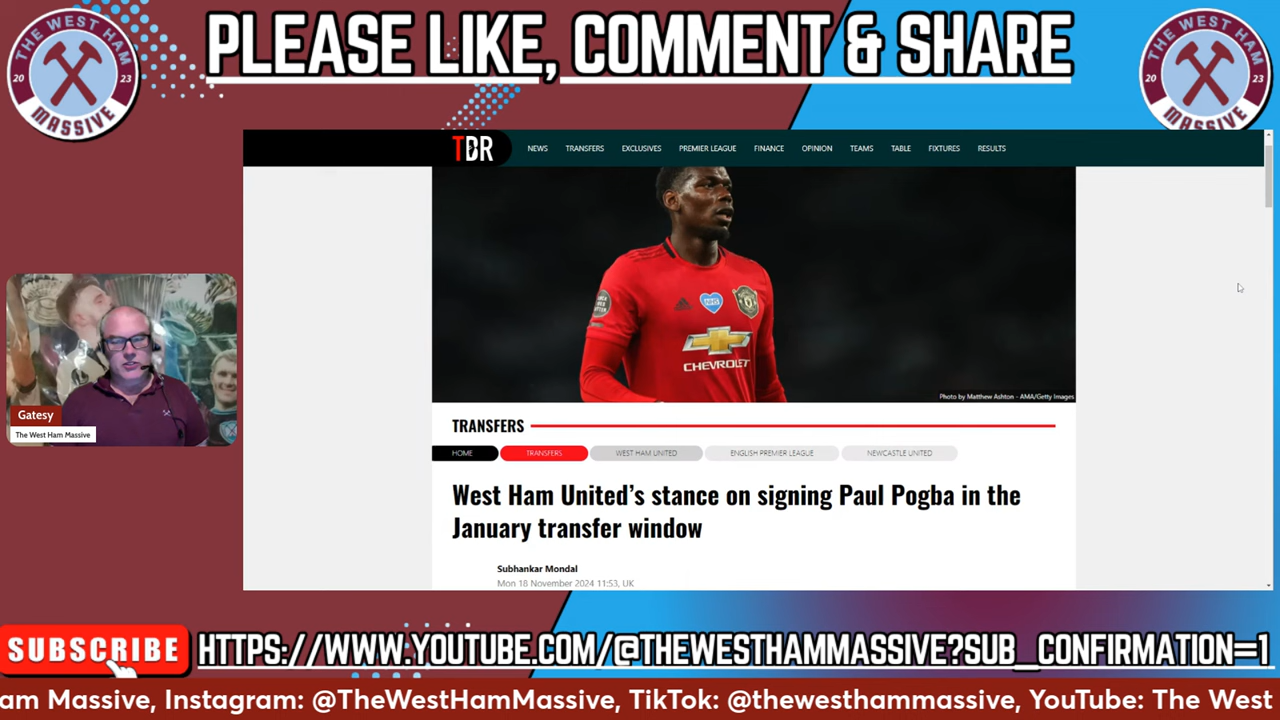 PLEASE LIKE, COMMENT & SHARE
THE WEST HAM
20 23
MASSIVE
THE WEST HAM
20 23
MASSIVE
TBR
NEWS TRANSFERS EXCLUSIVES PREMIER LEAGUE FINANCE OPINION TEAMS TABLE FIXTURES RESULTS
NHS
CHEVROLET
Photo by Matthew Ashton - AMA/Getty Images
TRANSFERS
HOME TRANSFERS WEST HAM UNITED ENGLISH PREMIER LEAGUE NEWCASTLE UNITED
West Ham United's stance on signing Paul Pogba in the
January transfer window
Subhankar Mondal
Mon 18 November 2024 11:53, UK
Gatesy
The West Ham Massive
SUBSCRIBE HTTPS://WWW.YOUTUBE.COM/@THEWESTHAMMASSIVE?SUB_CONFIRMATION=1
am Massive, Instagram: @TheWestHamMassive, TikTok: @thewesthammassive, YouTube: The West